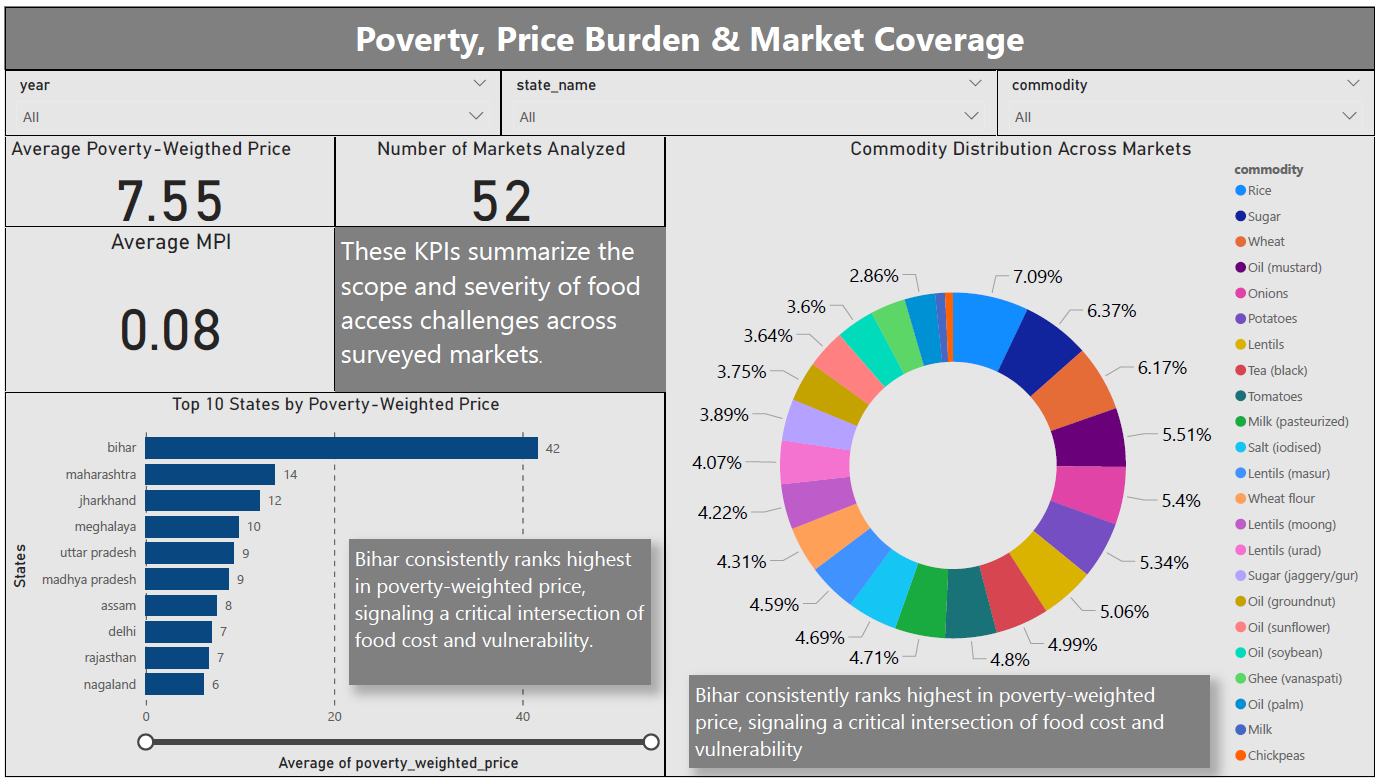 Poverty, Price Burden & Market Coverage
year
All
state_name
All
commodity
All
Average Poverty-Weigthed Price
7.55
Number of Markets Analyzed
52
Average MPI
0.08
These KPIs summarize the
scope and severity of food
access challenges across
surveyed markets.
Top 10 States by Poverty-Weighted Price
States
bihar 42
maharashtra 14
jharkhand 12
meghalaya 10
uttar pradesh 9
madhya pradesh 9
assam 8
delhi 7
rajasthan 7
nagaland 6
0 20 40
Average of poverty_weighted_price
Bihar consistently ranks highest
in poverty-weighted price,
signaling a critical intersection of
food cost and vulnerability.
Commodity Distribution Across Markets
7.09%
6.37%
6.17%
5.51%
5.4%
5.34%
5.06%
4.99%
4.8%
4.71%
4.69%
4.59%
4.31%
4.22%
4.07%
3.89%
3.75%
3.64%
3.6%
2.86%
commodity
Rice
Sugar
Wheat
Oil (mustard)
Onions
Potatoes
Lentils
Tea (black)
Tomatoes
Milk (pasteurized)
Salt (iodised)
Lentils (masur)
Wheat flour
Lentils (moong)
Lentils (urad)
Sugar (jaggery/gur)
Oil (groundnut)
Oil (sunflower)
Oil (soybean)
Ghee (vanaspati)
Oil (palm)
Milk
Chickpeas
Bihar consistently ranks highest in poverty-weighted
price, signaling a critical intersection of food cost and
vulnerability